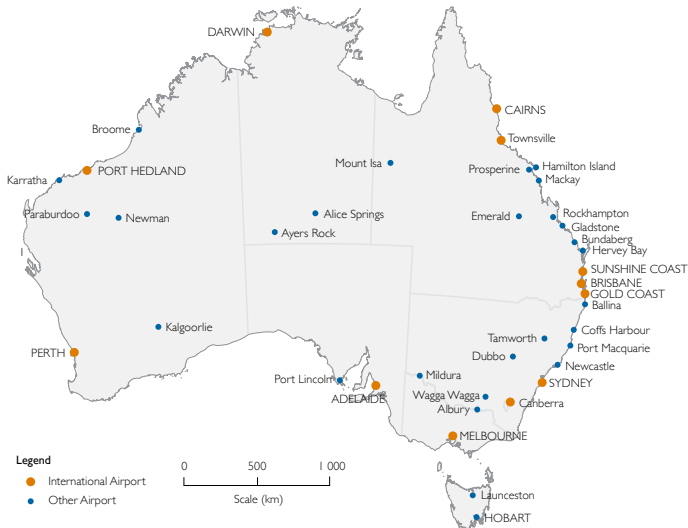 DARWIN
CAIRNS
Broome
Townsville
Mount Isa
Prosperine
Hamilton Island
PORT HEDLAND
Karratha
Mackay
Paraburdoo
Newman
Alice Springs
Emerald
Rockhampton
Gladstone
Ayers Rock
Bundaberg
Hervey Bay
SUNSHINE COAST
BRISBANE
GOLD COAST
Ballina
Kalgoorlie
Coffs Harbour
Tamworth
Port Macquarie
PERTH
Dubbo
Newcastle
Port Lincoln
Mildura
SYDNEY
ADELAIDE
Wagga Wagga
Canberra
Albury
MELBOURNE
Legend
0 500 1 000
International Airport
Other Airport
Scale (km)
Launceston
HOBART